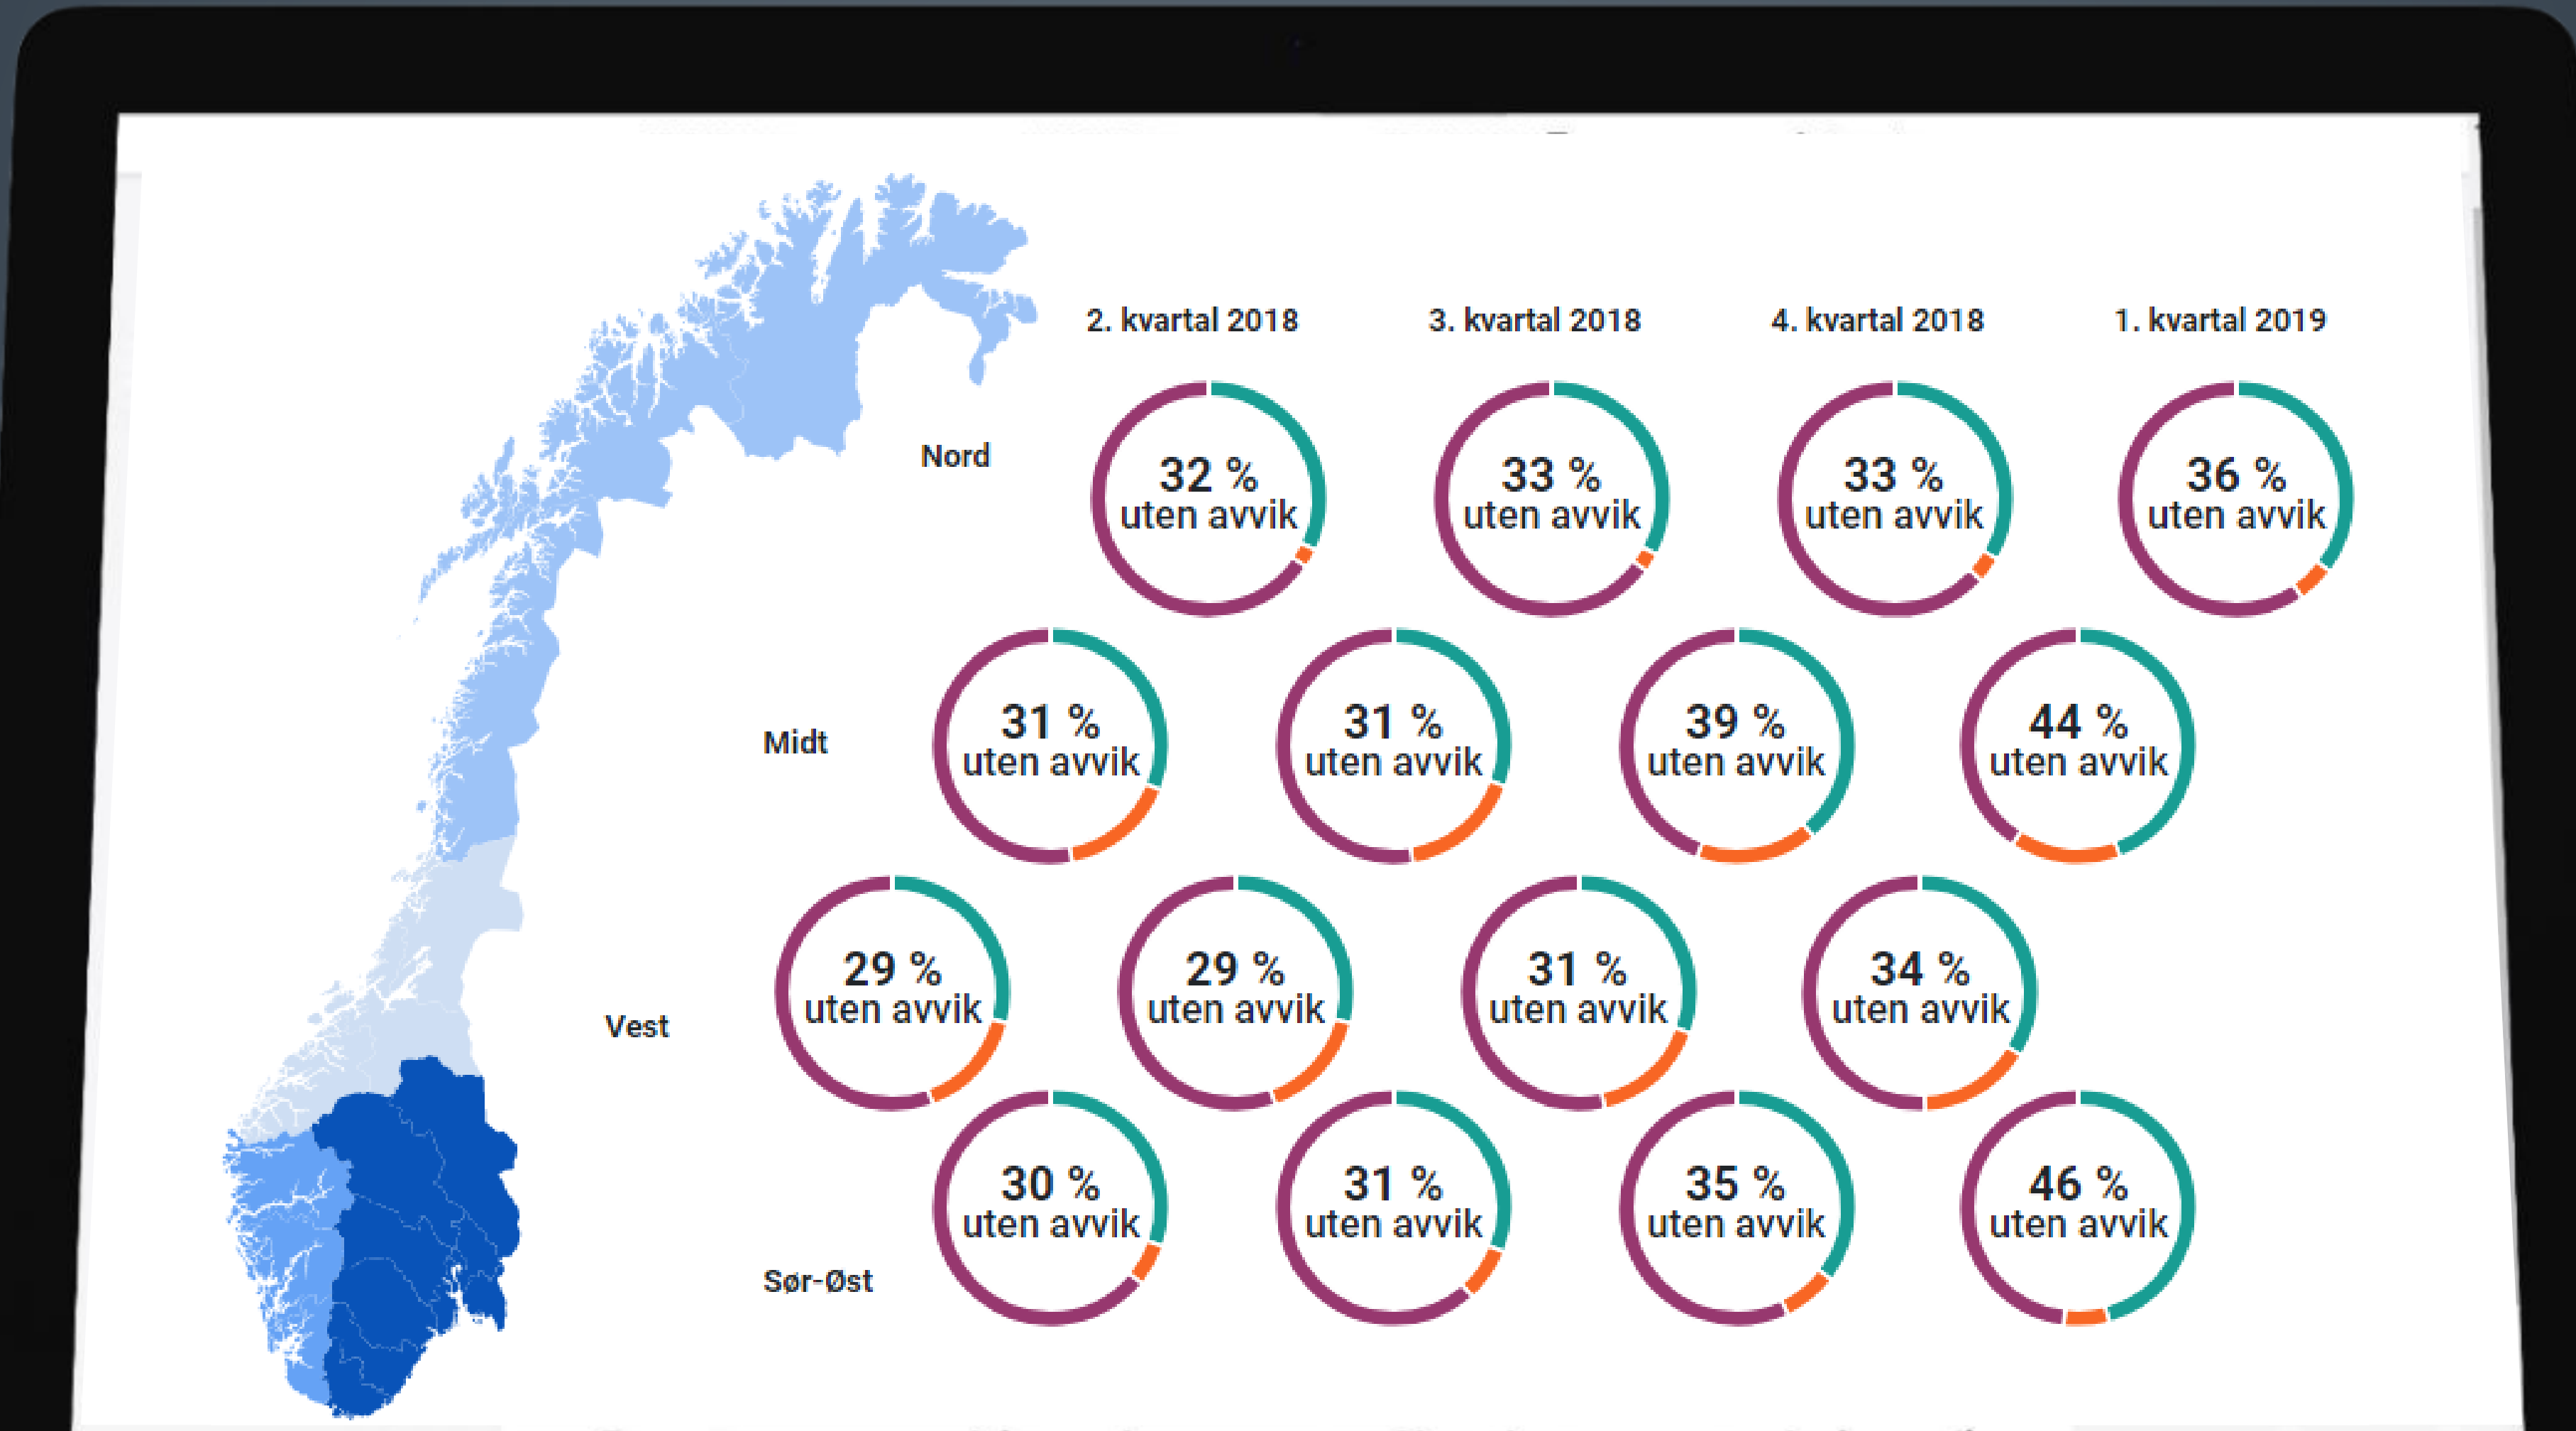 2. kvartal 2018
3. kvartal 2018
4. kvartal 2018
1. kvartal 2019
Nord
32 %
uten avvik
33 %
uten avvik
33 %
uten avvik
36 %
uten avvik
Midt
31 %
uten avvik
31 %
uten avvik
39 %
uten avvik
44 %
uten avvik
Vest
29 %
uten avvik
29 %
uten avvik
31 %
uten avvik
34 %
uten avvik
Sør-Øst
30 %
uten avvik
31 %
uten avvik
35 %
uten avvik
46 %
uten avvik